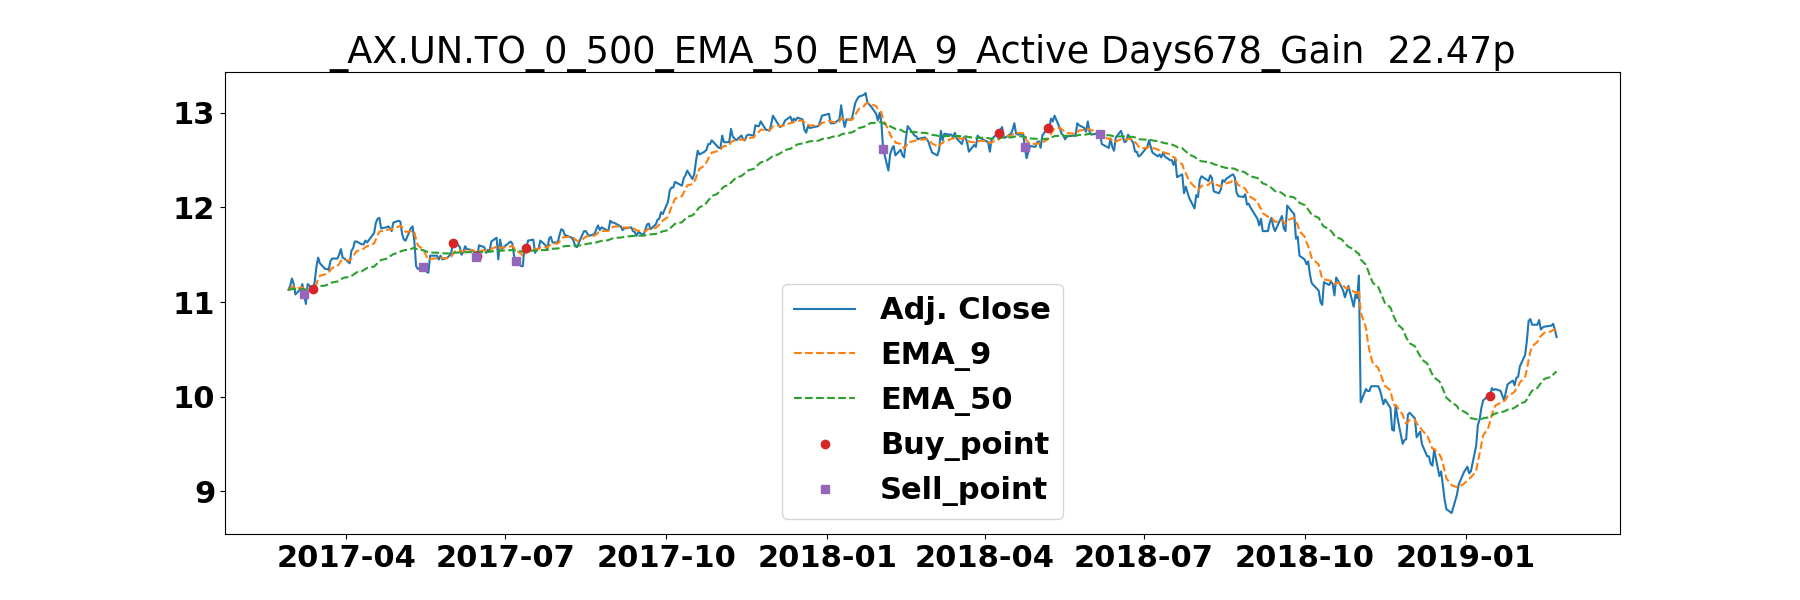 _AX.UN.TO_0_500_EMA_50_EMA_9_Active Days678_Gain  22.47p
13
12
11
10
9
Adj. Close
EMA_9
EMA_50
Buy_point
Sell_point
2017-04 2017-07 2017-10 2018-01 2018-04 2018-07 2018-10 2019-01